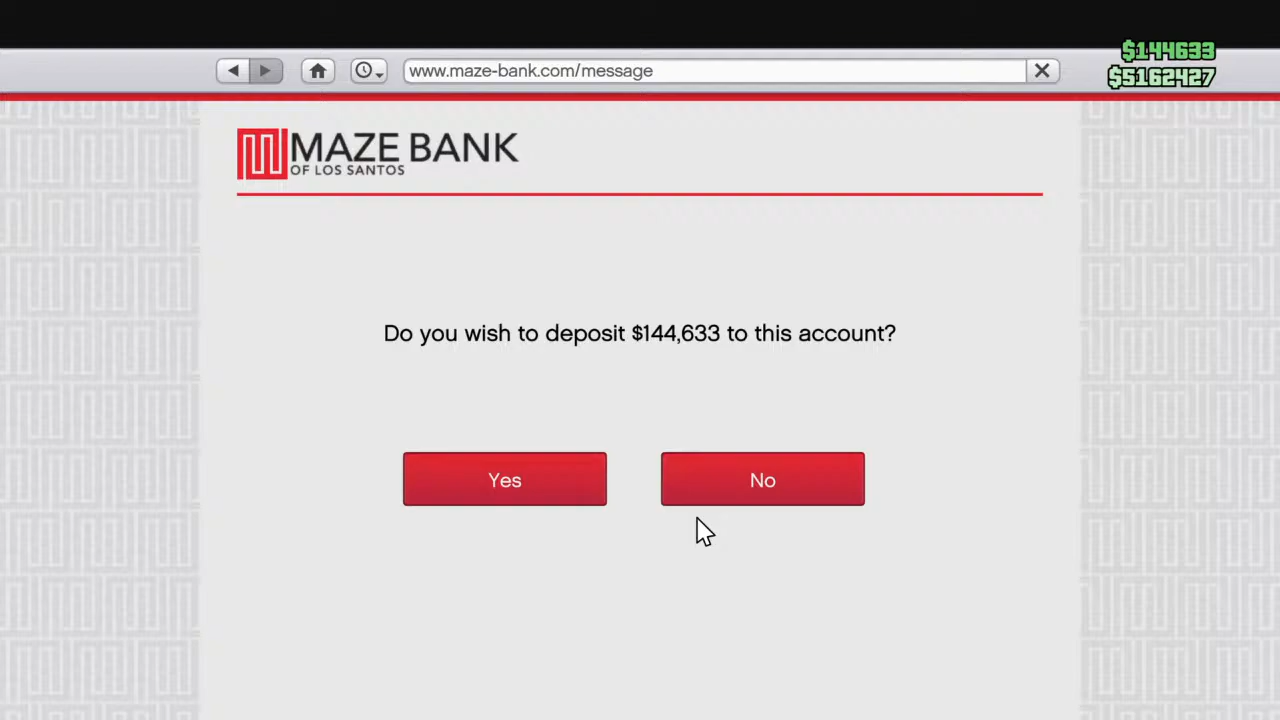 $144633
www.maze-bank.com/message
$5162427
MAZE BANK
OF LOS SANTOS
Do you wish to deposit $144,633 to this account?
Yes
No